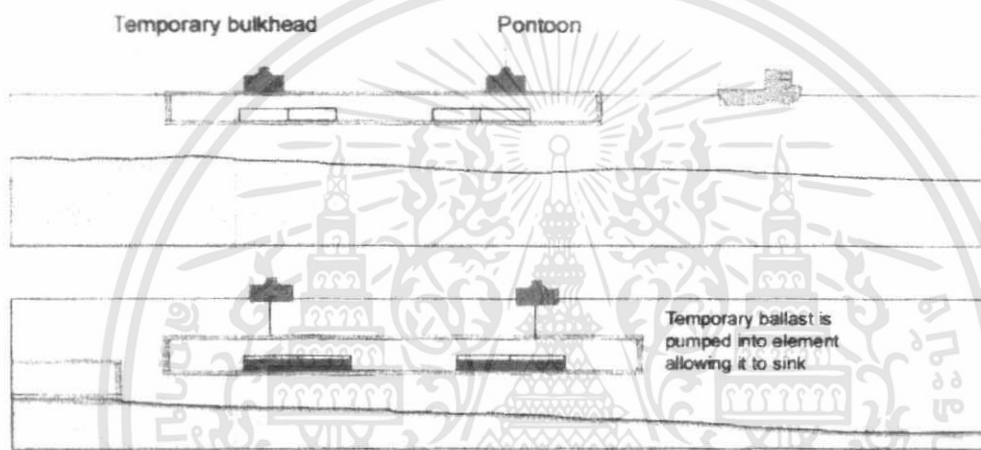 Temporary bulkhead
Pontoon
Temporary ballast is
pumped into element
allowing it to sink